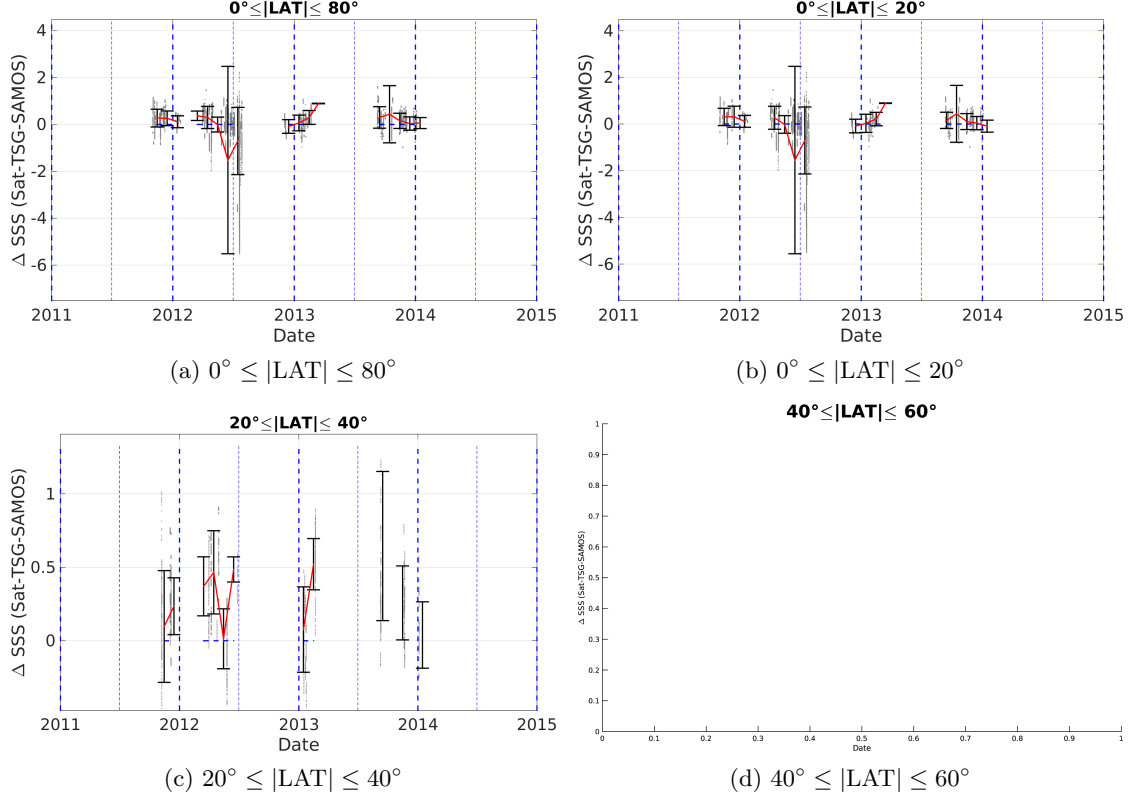 0°≤|LAT|≤ 80°
4
2
0
-2
-4
-6
Δ SSS (Sat-TSG-SAMOS)
2011 2012 2013 2014 2015
Date
(a) 0° ≤ |LAT| ≤ 80°
0°≤|LAT|≤ 20°
4
2
0
-2
-4
-6
Δ SSS (Sat-TSG-SAMOS)
2011 2012 2013 2014 2015
Date
(b) 0° ≤ |LAT| ≤ 20°
20°≤|LAT|≤ 40°
1
0.5
0
Δ SSS (Sat-TSG-SAMOS)
2011 2012 2013 2014 2015
Date
(c) 20° ≤ |LAT| ≤ 40°
40°≤|LAT|≤ 60°
1
0.9
0.8
0.7
0.6
0.5
0.4
0.3
0.2
0.1
0
Δ SSS (Sat-TSG-SAMOS)
0 0.1 0.2 0.3 0.4 0.5 0.6 0.7 0.8 0.9 1
Date
(d) 40° ≤ |LAT| ≤ 60°